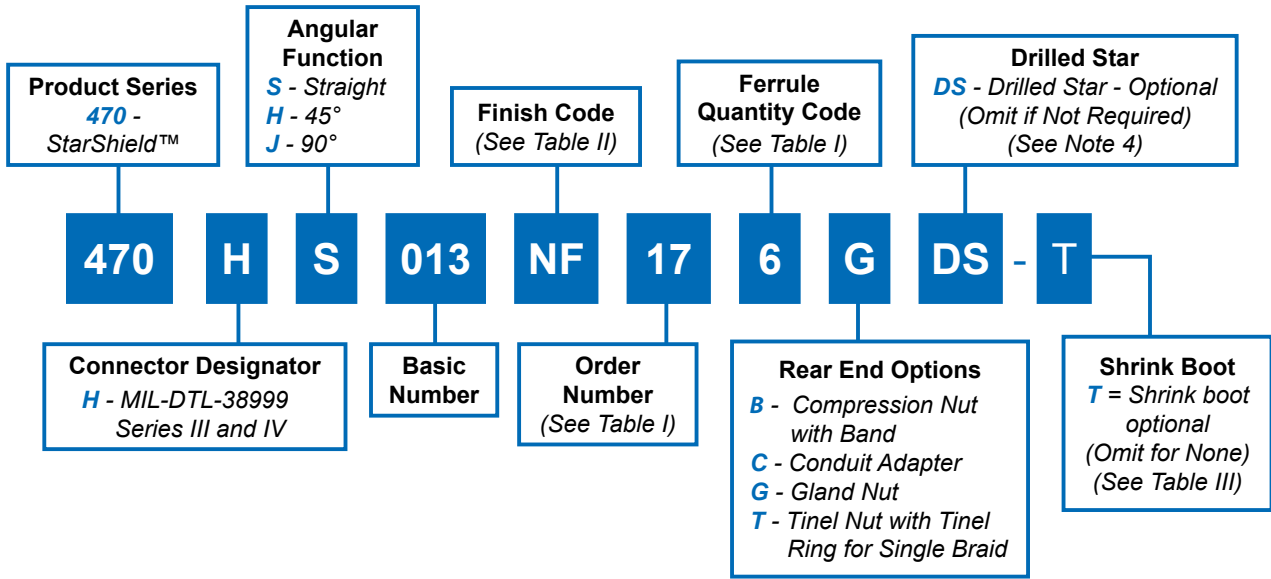 Product Series
470 -
StarShield™
Angular
Function
S - Straight
H - 45°
J - 90°
Finish Code
(See Table II)
Ferrule
Quantity Code
(See Table I)
Drilled Star
DS - Drilled Star - Optional
(Omit if Not Required)
(See Note 4)
470 H S 013 NF 17 6 G DS - T
Connector Designator
H - MIL-DTL-38999
Series III and IV
Basic
Number
Order
Number
(See Table I)
Rear End Options
B - Compression Nut
with Band
C - Conduit Adapter
G - Gland Nut
T - Tinel Nut with Tinel
Ring for Single Braid
Shrink Boot
T = Shrink boot
optional
(Omit for None)
(See Table III)